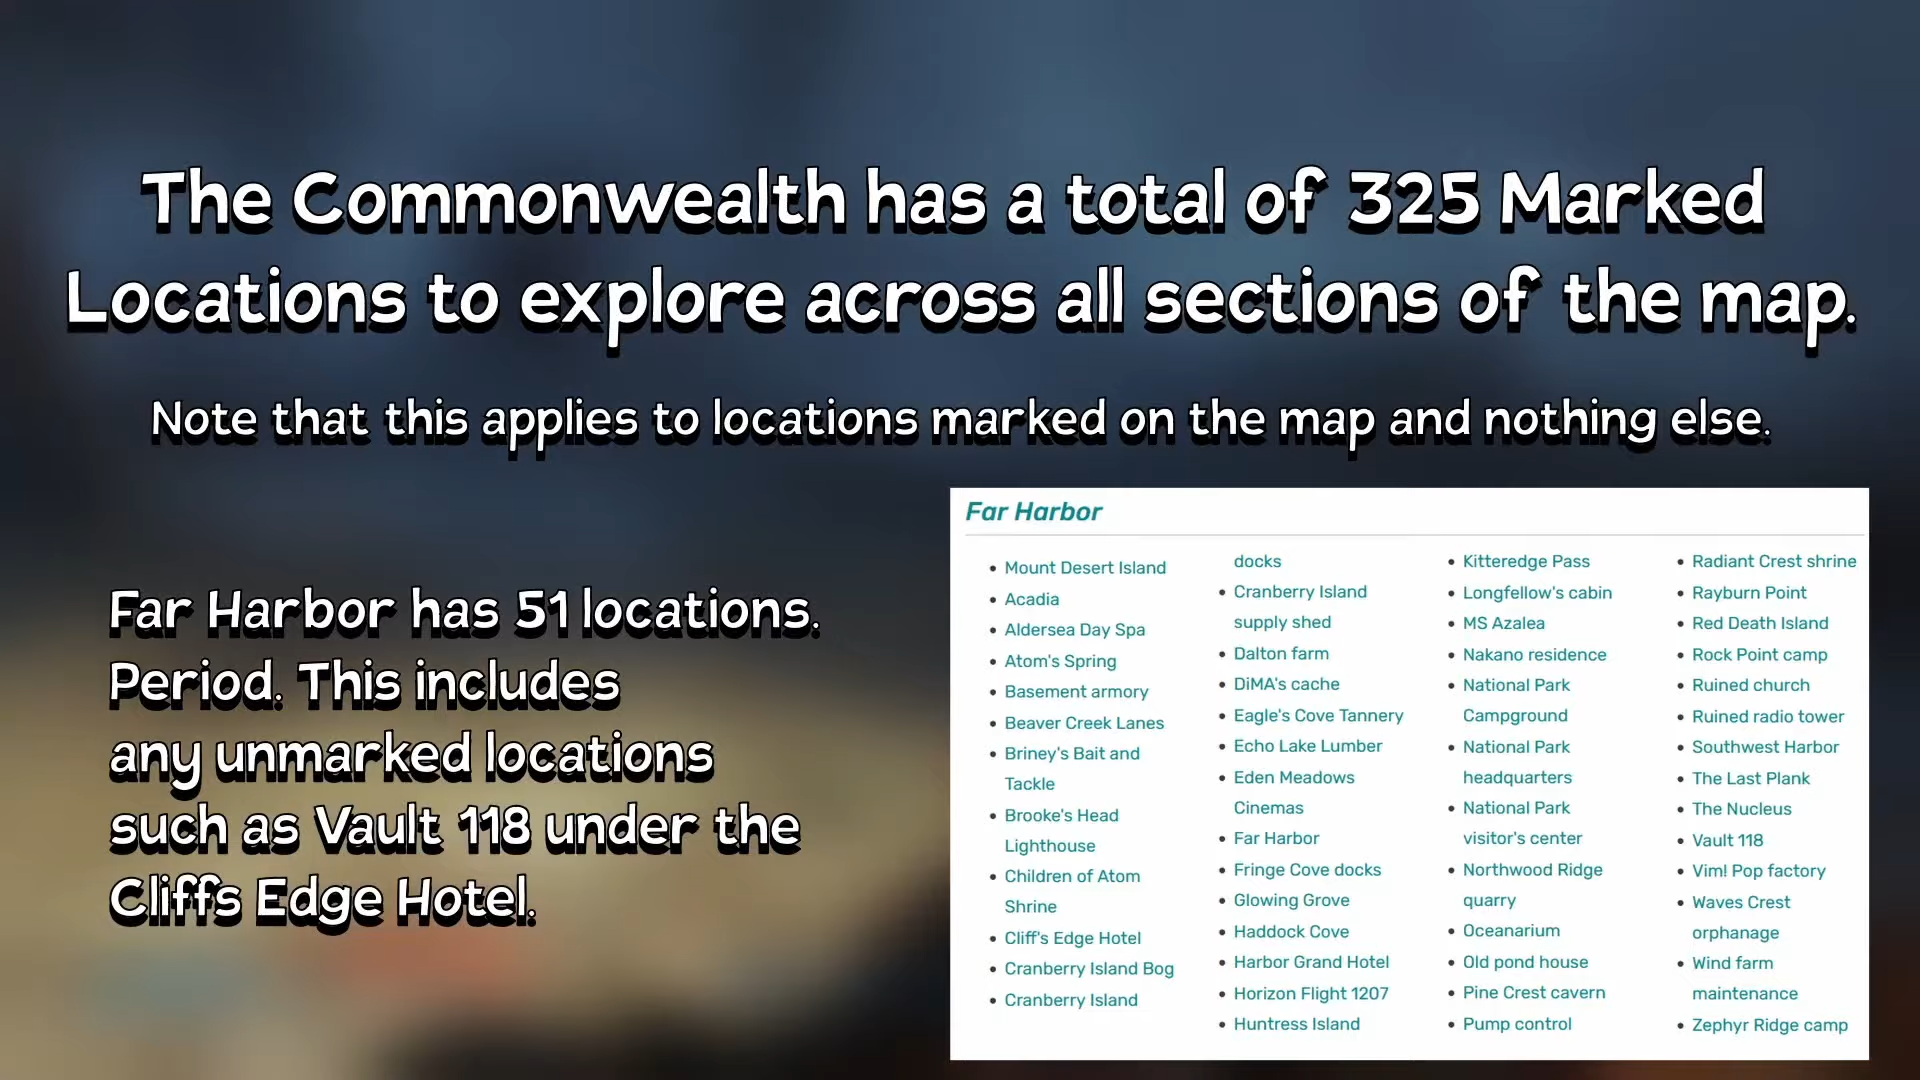 The Commonwealth has a total of 325 Marked
Locations to explore across all sections of the map.
Note that this applies to locations marked on the map and nothing else.
Far Harbor has 51 locations.
Period. This includes
any unmarked locations
such as Vault 118 under the
Cliffs Edge Hotel.
Far Harbor
Mount Desert Island
Acadia
Aldersea Day Spa
Atom's Spring
Basement armory
Beaver Creek Lanes
Briney's Bait and
Tackle
Brooke's Head
Lighthouse
Children of Atom
Shrine
Cliff's Edge Hotel
Cranberry Island Bog
Cranberry Island
docks
Cranberry Island
supply shed
Dalton farm
DiMA's cache
Eagle's Cove Tannery
Echo Lake Lumber
Eden Meadows
Cinemas
Far Harbor
Fringe Cove docks
Glowing Grove
Haddock Cove
Harbor Grand Hotel
Horizon Flight 1207
Huntress Island
Kitteredge Pass
Longfellow's cabin
MS Azalea
Nakano residence
National Park
Campground
National Park
headquarters
National Park
visitor's center
Northwood Ridge
quarry
Oceanarium
Old pond house
Pine Crest cavern
Pump control
Radiant Crest shrine
Rayburn Point
Red Death Island
Rock Point camp
Ruined church
Ruined radio tower
Southwest Harbor
The Last Plank
The Nucleus
Vault 118
Vim! Pop factory
Waves Crest
orphanage
Wind farm
maintenance
Zephyr Ridge camp